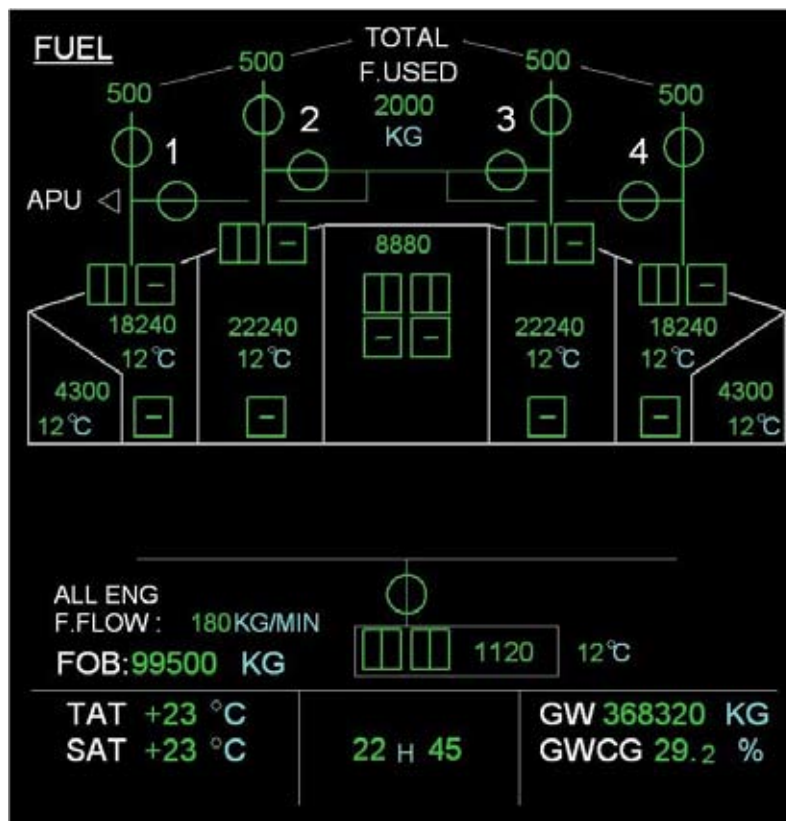 FUEL
TOTAL
F.USED
2000
KG
500
500
500
500
1
2
3
4
APU
8880
18240
12°C
22240
12°C
22240
12°C
18240
12°C
4300
12°C
4300
12°C
ALL ENG
F.FLOW : 180 KG/MIN
FOB: 99500 KG
1120 12°C
TAT +23 °C
SAT +23 °C
22 H 45
GW 368320 KG
GWCG 29.2 %